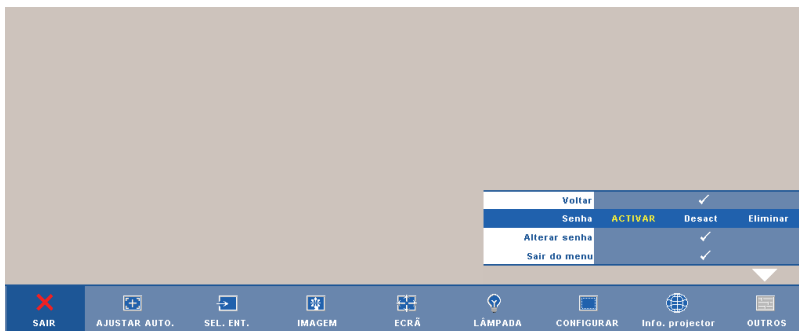 Voltar
Senha ACTIVAR Desact Eliminar
Alterar senha
Sair do menu
SAIR AJUSTAR AUTO. SEL. ENT. IMAGEM ECRÃ LÂMPADA CONFIGURAR Info. projector OUTROS